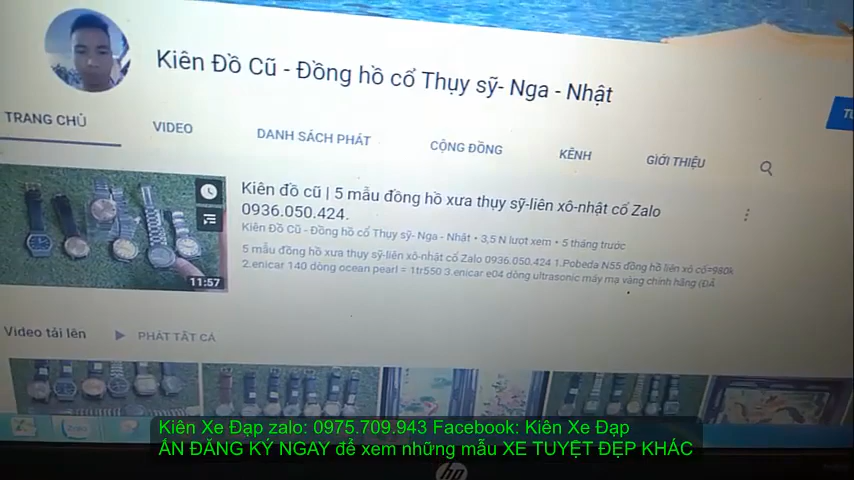 Kiên Đồ Cũ - Đồng hồ cổ Thụy sỹ- Nga - Nhật
TRANG CHỦ
VIDEO
DANH SÁCH PHÁT
CỘNG ĐỒNG
KÊNH
GIỚI THIỆU
Kiên đồ cũ | 5 mẫu đồng hồ xưa thụy sỹ-liên xô-nhật cổ Zalo
0936.050.424.
Kiên Đồ Cũ - Đồng hồ cổ Thụy sỹ- Nga - Nhật • 3,5 N lượt xem • 5 tháng trước
5 mẫu đồng hồ xưa thụy sỹ-liên xô-nhật cổ Zalo 0936.050.424 1.Pobeda N55 đồng hồ liên xô cổ=980k
2.enicar 140 dòng ocean pearl = 1tr550 3.enicar e04 dòng ultrasonic máy mạ vàng chính hãng (ĐÃ
11:57
Video tải lên
PHÁT TẤT CẢ
Kiên Xe Đạp zalo: 0975.709.943 Facebook: Kiên Xe Đạp
ẤN ĐĂNG KÝ NGAY để xem những mẫu XE TUYỆT ĐẸP KHÁC
hp